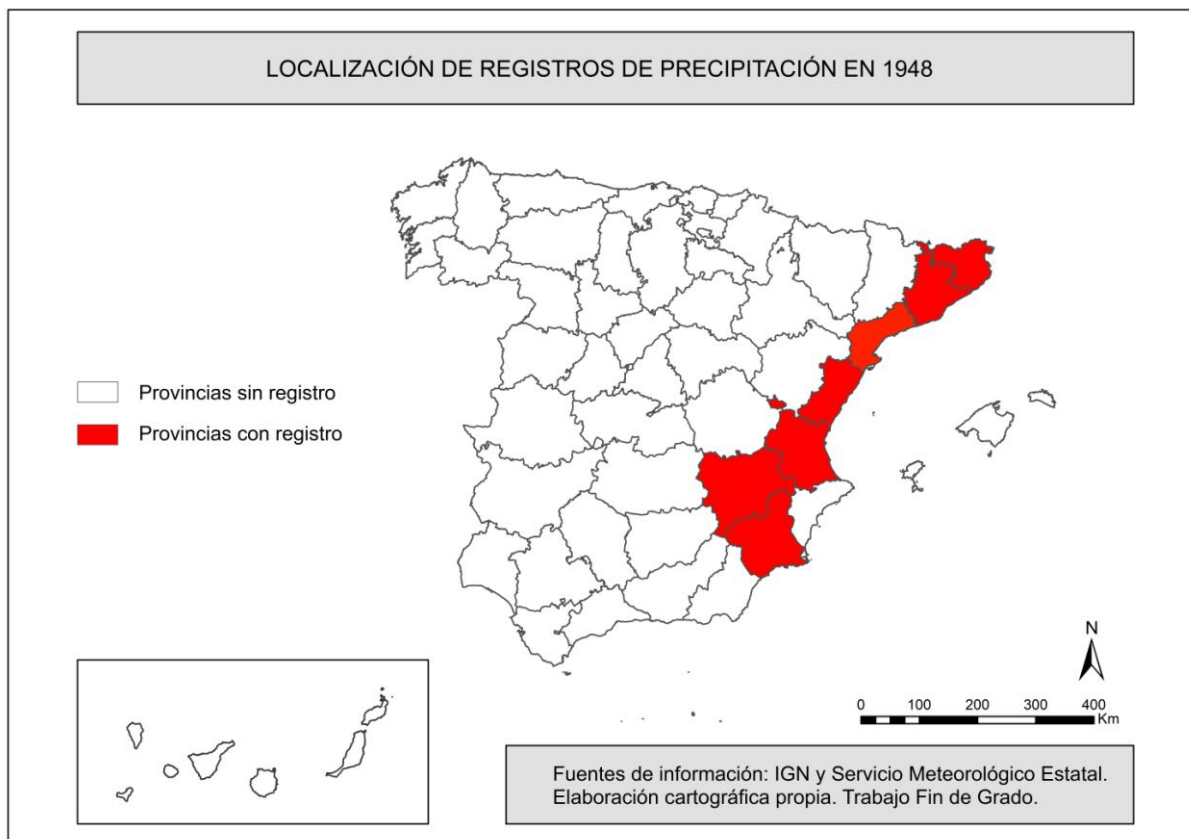 LOCALIZACIÓN DE REGISTROS DE PRECIPITACIÓN EN 1948
Provincias sin registro
Provincias con registro
N
0 100 200 300 400
Km
Fuentes de información: IGN y Servicio Meteorológico Estatal.
Elaboración cartográfica propia. Trabajo Fin de Grado.